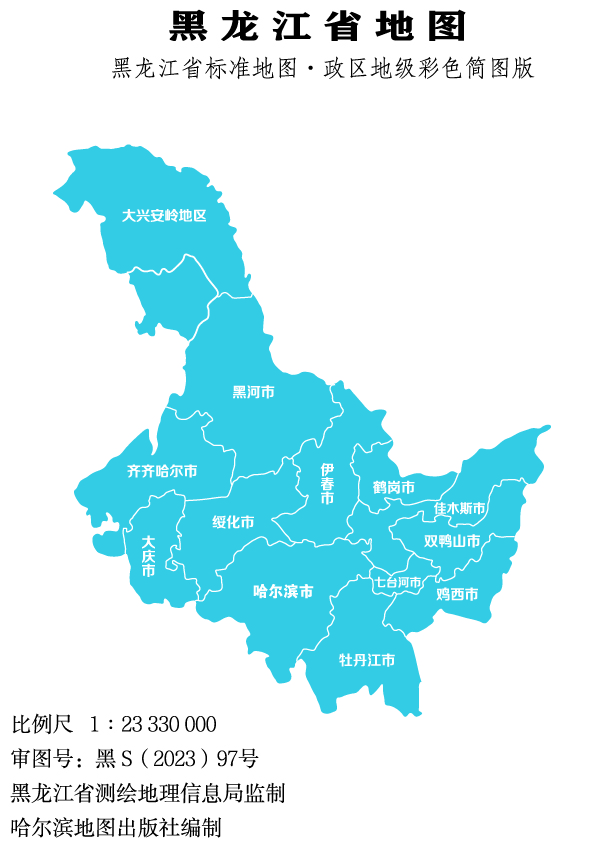 黑龙江省地图
黑龙江省标准地图·政区地级彩色简图版
大兴安岭地区
黑河市
齐齐哈尔市
伊春市
鹤岗市
佳木斯市
绥化市
大庆市
双鸭山市
七台河市
哈尔滨市
鸡西市
牡丹江市
比例尺 1：23 330 000
审图号：黑 S（2023）97号
黑龙江省测绘地理信息局监制
哈尔滨地图出版社编制